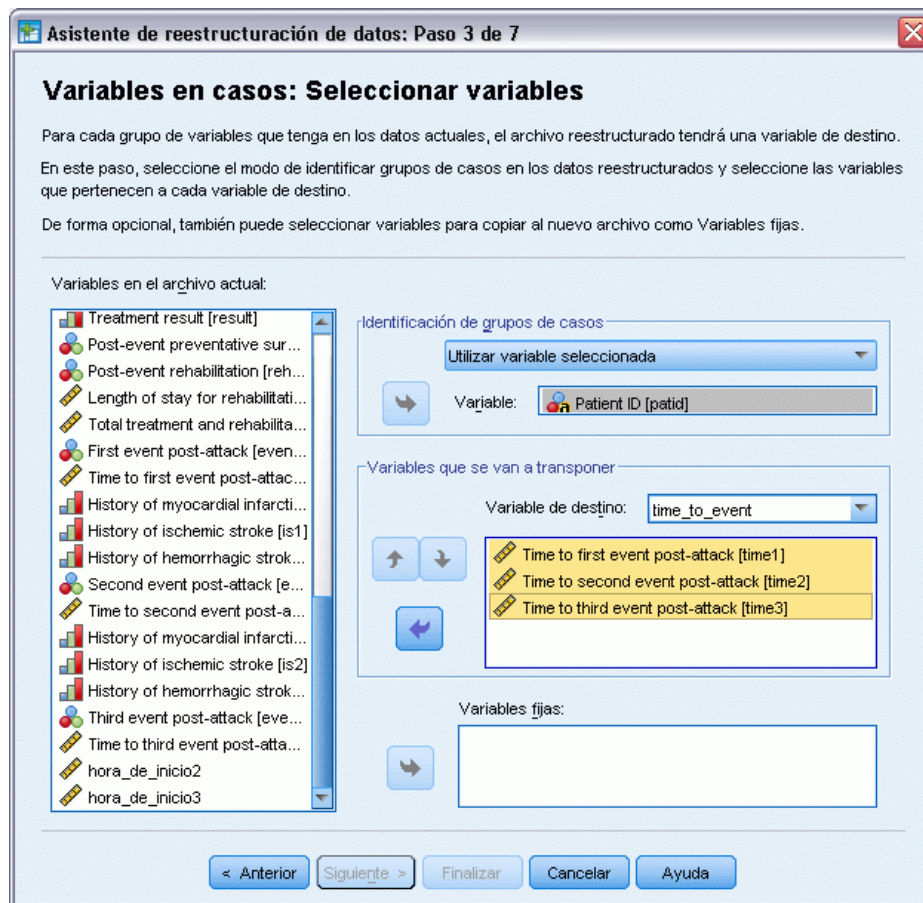 Asistente de reestructuración de datos: Paso 3 de 7
Variables en casos: Seleccionar variables
Para cada grupo de variables que tenga en los datos actuales, el archivo reestructurado tendrá una variable de destino.
En este paso, seleccione el modo de identificar grupos de casos en los datos reestructurados y seleccione las variables
que pertenecen a cada variable de destino.
De forma opcional, también puede seleccionar variables para copiar al nuevo archivo como Variables fijas.
Variables en el archivo actual:
Treatment result [result]
Post-event preventative sur...
Post-event rehabilitation [reh...
Length of stay for rehabilitati...
Total treatment and rehabilita...
First event post-attack [even...
Time to first event post-attac...
History of myocardial infarcti...
History of ischemic stroke [is1]
History of hemorrhagic strok...
Second event post-attack [e...
Time to second event post-a...
History of myocardial infarcti...
History of ischemic stroke [is2]
History of hemorrhagic strok...
Third event post-attack [eve...
Time to third event post-atta...
hora_de_inicio2
hora_de_inicio3
Identificación de grupos de casos
Utilizar variable seleccionada
Variable:
Patient ID [patid]
Variables que se van a transponer
Variable de destino:
time_to_event
Time to first event post-attack [time1]
Time to second event post-attack [time2]
Time to third event post-attack [time3]
Variables fijas:
< Anterior
Siguiente >
Finalizar
Cancelar
Ayuda